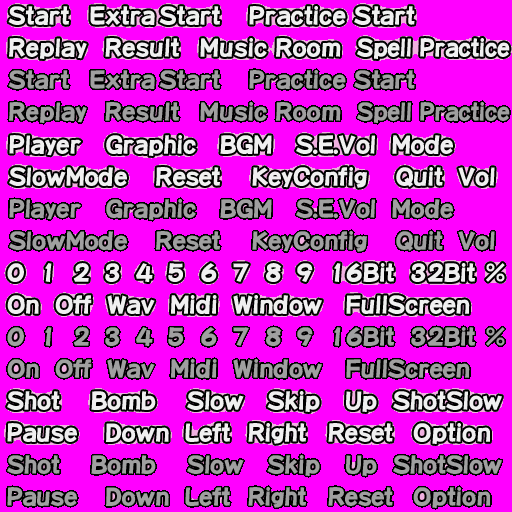 Start ExtraStart Practice Start
Replay Result Music Room Spell Practice
Start ExtraStart Practice Start
Replay Result Music Room Spell Practice
Player Graphic BGM S.E.Vol Mode
SlowMode Reset KeyConfig Quit Vol
Player Graphic BGM S.E.Vol Mode
SlowMode Reset KeyConfig Quit Vol
0 1 2 3 4 5 6 7 8 9 16Bit 32Bit %
On Off Wav Midi Window FullScreen
0 1 2 3 4 5 6 7 8 9 16Bit 32Bit %
On Off Wav Midi Window FullScreen
Shot Bomb Slow Skip Up ShotSlow
Pause Down Left Right Reset Option
Shot Bomb Slow Skip Up ShotSlow
Pause Down Left Right Reset Option